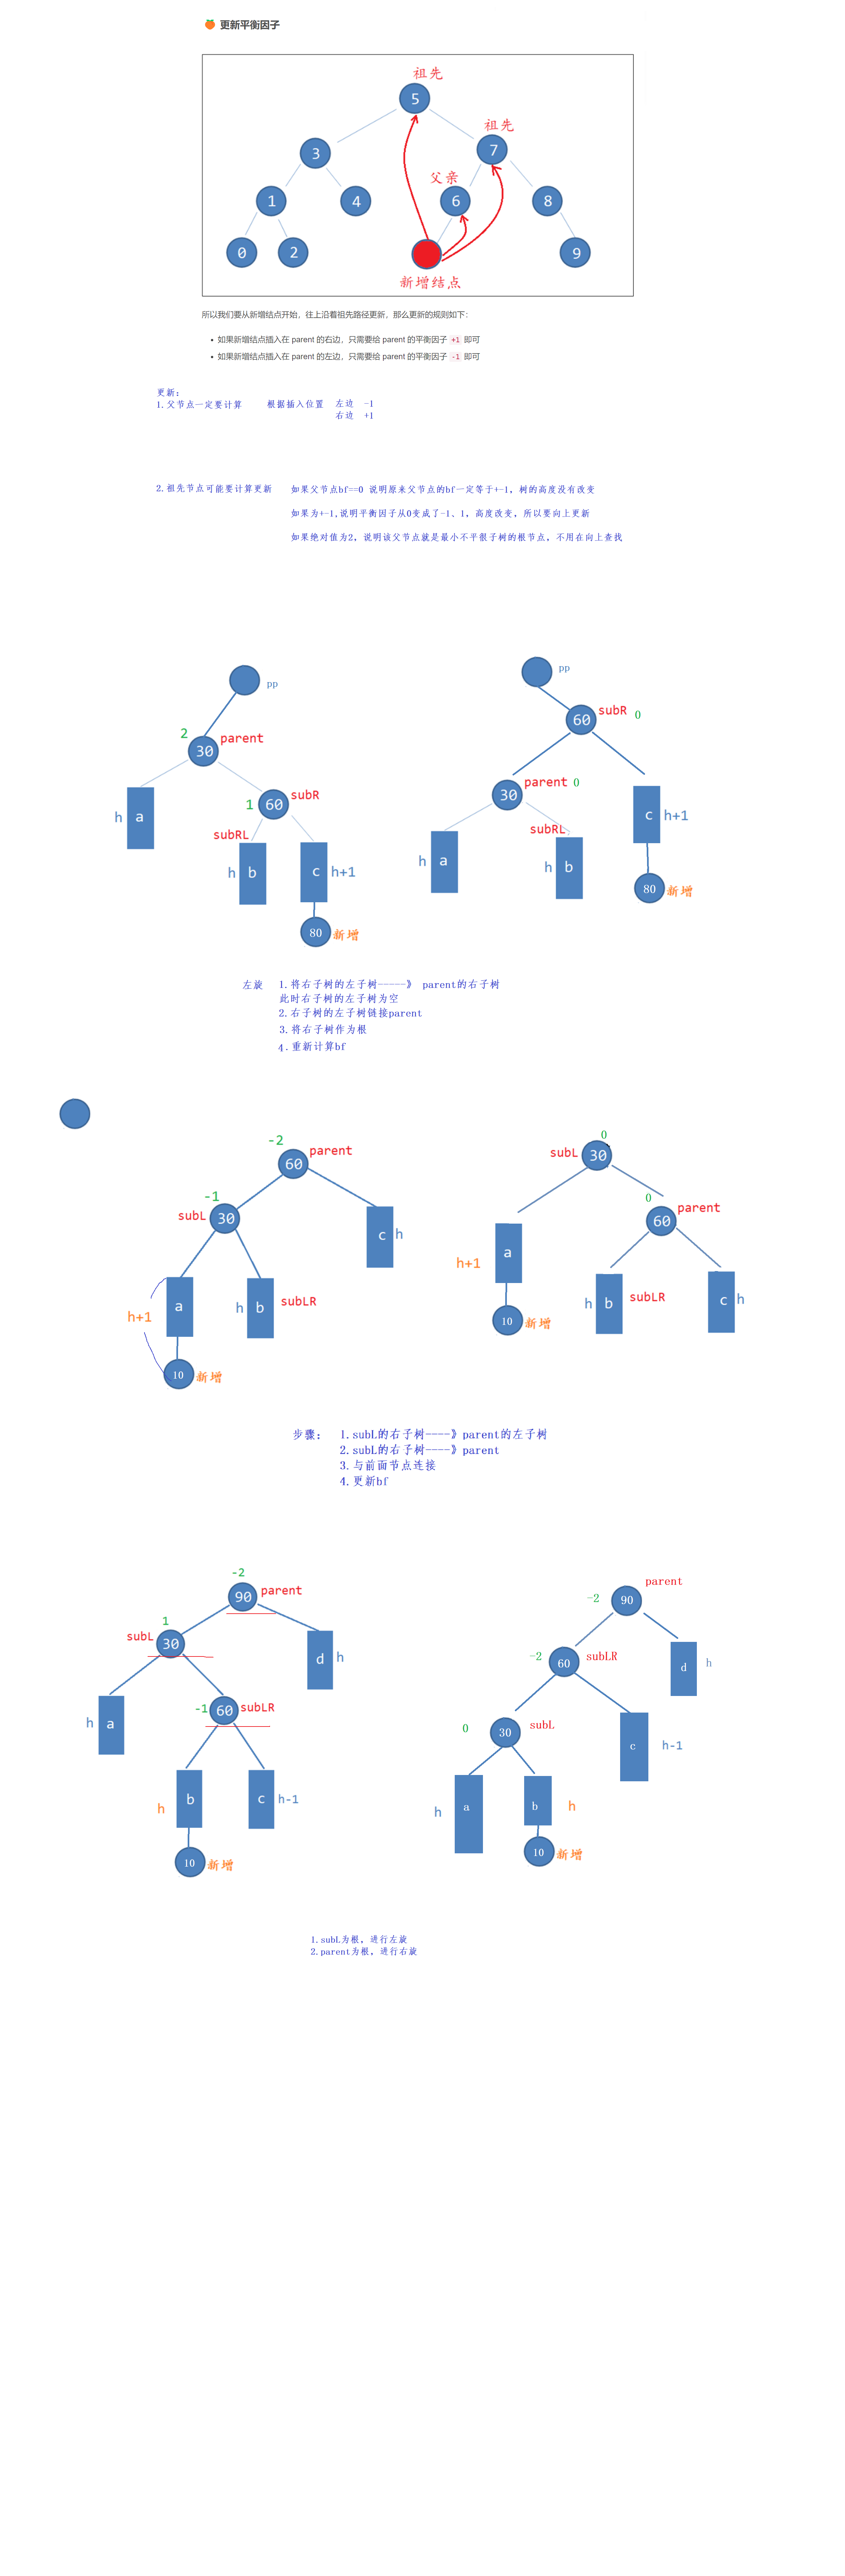 更新平衡因子
祖先
5
祖先
3
7
父亲
1
4
6
8
0
2
9
新增结点
所以我们要从新增结点开始，往上沿着祖先路径更新，那么更新的规则如下：
如果新增结点插入在 parent 的右边，只需要给 parent 的平衡因子 +1 即可
如果新增结点插入在 parent 的左边，只需要给 parent 的平衡因子 -1 即可
更新：
1.父节点一定要计算 根据插入位置 左边 -1
右边 +1
2.祖先节点可能要计算更新 如果父节点bf==0 说明原来父节点的bf一定等于+-1，树的高度没有改变
如果为+-1,说明平衡因子从0变成了-1、1，高度改变，所以要向上更新
如果绝对值为2，说明该父节点就是最小不平很子树的根节点，不用在向上查找
pp
2
30 parent
1 60 subR
subRL
h a
h b
c h+1
80 新增
pp
60 subR 0
30 parent 0
subRL
c h+1
h a
h b
80 新增
左旋 1.将右子树的左子树-----》 parent的右子树
此时右子树的左子树为空
2.右子树的左子树链接parent
3.将右子树作为根
4.重新计算bf
-2
60 parent
-1
subL 30
c h
h+1 a
h b subLR
10 新增
0
subL 30
0
60 parent
h+1 a
h b subLR
c h
10 新增
步骤： 1.subL的右子树----》parent的左子树
2.subL的右子树----》parent
3.与前面节点连接
4.更新bf
-2
90 parent
1
subL 30
d h
-1 60 subLR
h a
h b
c h-1
10 新增
parent
-2 90
-2 60 subLR
d h
0 30 subL
c h-1
h a
b h
10 新增
1.subL为根，进行左旋
2.parent为根，进行右旋